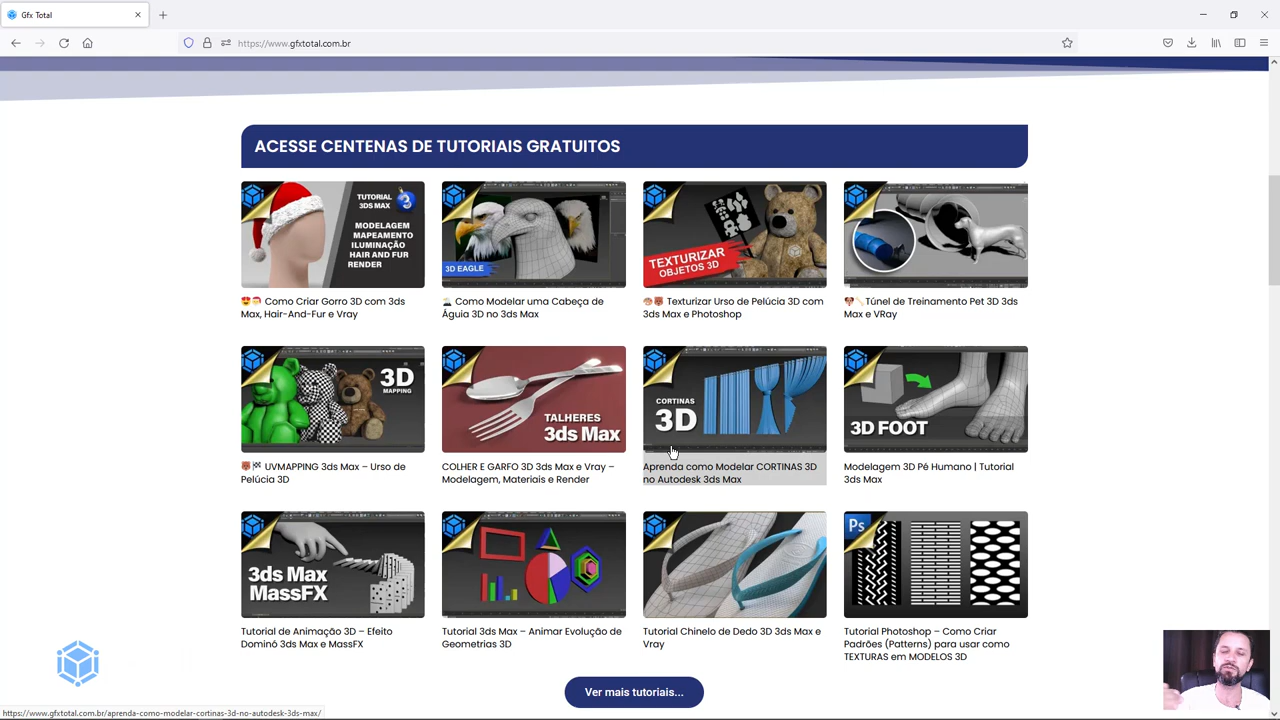 Gfx Total
https://www.gfxtotal.com.br
ACESSE CENTENAS DE TUTORIAIS GRATUITOS
TUTORIAL
3DS MAX
MODELAGEM
MAPEAMENTO
ILUMINAÇÃO
HAIR AND FUR
RENDER
3D EAGLE
TEXTURIZAR
OBJETOS 3D
Como Criar Gorro 3D com 3ds
Max, Hair-And-Fur e Vray
Como Modelar uma Cabeça de
Águia 3D no 3ds Max
Texturizar Urso de Pelúcia 3D com
3ds Max e Photoshop
Túnel de Treinamento Pet 3D 3ds
Max e VRay
3D
MAPPING
TALHERES
3ds Max
CORTINAS
3D
3D FOOT
UVMAPPING 3ds Max – Urso de
Pelúcia 3D
COLHER E GARFO 3D 3ds Max e Vray –
Modelagem, Materiais e Render
Aprenda como Modelar CORTINAS 3D
no Autodesk 3ds Max
Modelagem 3D Pé Humano | Tutorial
3ds Max
3ds Max
MassFX
Ps
Tutorial de Animação 3D – Efeito
Dominó 3ds Max e MassFX
Tutorial 3ds Max – Animar Evolução de
Geometrias 3D
Tutorial Chinelo de Dedo 3D 3ds Max e
Vray
Tutorial Photoshop – Como Criar
Padrões (Patterns) para usar como
TEXTURAS em MODELOS 3D
Ver mais tutoriais...
https://www.gfxtotal.com.br/aprenda-como-modelar-cortinas-3d-no-autodesk-3ds-max/